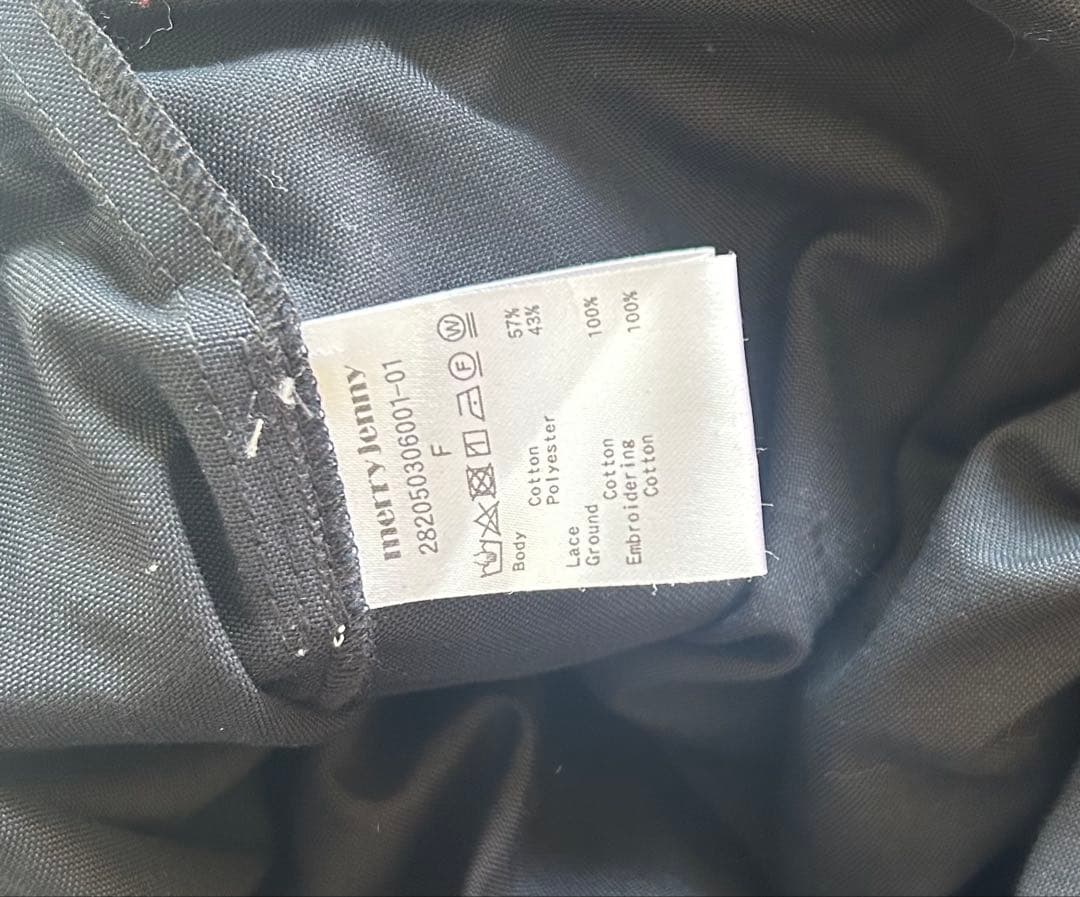 merry jenny
282050306001-01
F
F W
Body
Cotton 57%
Polyester 43%
Lace
Ground
Cotton 100%
Embroidering
Cotton 100%